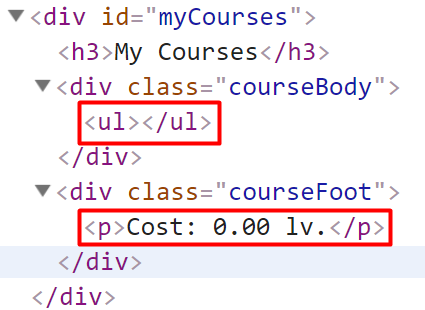 <div id="myCourses">
<h3>My Courses</h3>
<div class="courseBody">
<ul></ul>
</div>
<div class="courseFoot">
<p>Cost: 0.00 lv.</p>
</div>
</div>